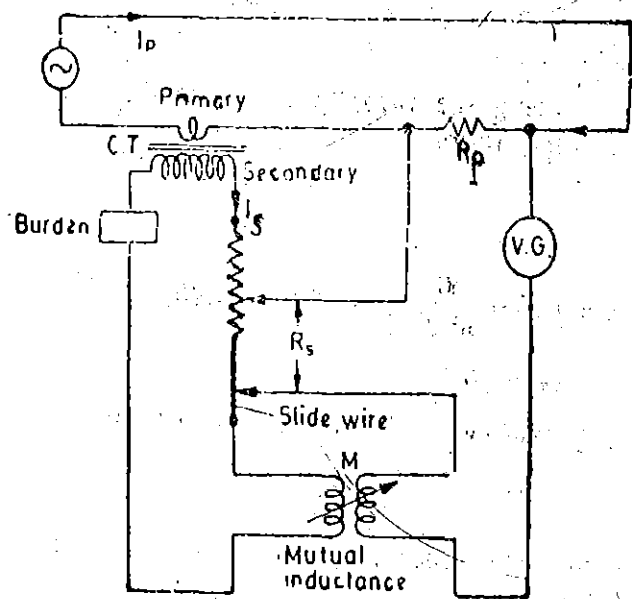 Ip
Primary
C.T.
Secondary
Rp
Burden
Is
V.G.
Rs
Slide wire
M
Mutual
inductance